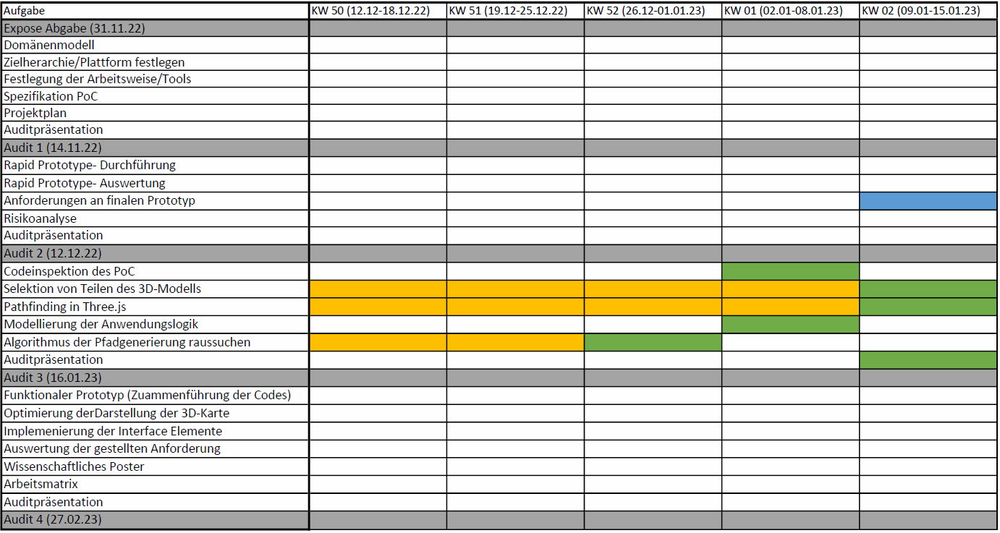 Aufgabe KW 50 (12.12-18.12.22) KW 51 (19.12-25.12.22) KW 52 (26.12-01.01.23) KW 01 (02.01-08.01.23) KW 02 (09.01-15.01.23)
Expose Abgabe (31.11.22)
Domänenmodell
Zielherarchie/Plattform festlegen
Festlegung der Arbeitsweise/Tools
Spezifikation PoC
Projektplan
Auditpräsentation
Audit 1 (14.11.22)
Rapid Prototype- Durchführung
Rapid Prototype- Auswertung
Anforderungen an finalen Prototyp
Risikoanalyse
Auditpräsentation
Audit 2 (12.12.22)
Codeinspektion des PoC
Selektion von Teilen des 3D-Modells
Pathfinding in Three.js
Modellierung der Anwendungslogik
Algorithmus der Pfadgenerierung raussuchen
Auditpräsentation
Audit 3 (16.01.23)
Funktionaler Prototyp (Zuammenführung der Codes)
Optimierung derDarstellung der 3D-Karte
Implemenierung der Interface Elemente
Auswertung der gestellten Anforderung
Wissenschaftliches Poster
Arbeitsmatrix
Auditpräsentation
Audit 4 (27.02.23)